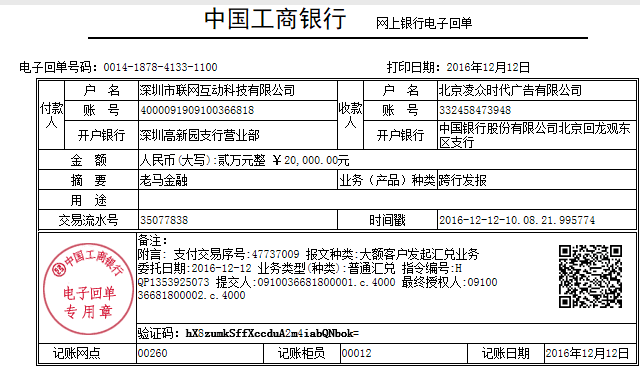 中国工商银行 网上银行电子回单
电子回单号码：0014-1878-4133-1100 打印日期：2016年12月12日
付款人 户 名 深圳市联网互动科技有限公司 收款人 户 名 北京凌众时代广告有限公司
账 号 4000091909100366818 账 号 332458473948
开户银行 深圳高新园支行营业部 开户银行 中国银行股份有限公司北京回龙观东
区支行
金 额 人民币(大写):贰万元整 ￥20,000.00元
摘 要 老马金融 业务（产品）种类 跨行发报
用 途
交易流水号 35077838 时间戳 2016-12-12-10.08.21.995774
中国工商银行
电子回单
专用章
备注:
附言: 支付交易序号:47737009 报文种类:大额客户发起汇兑业务
委托日期:2016-12-12 业务类型(种类):普通汇兑 指令编号:H
QP1353925073 提交人:0910036681800001.c.4000 最终授权人:09100
36681800002.c.4000
验证码: hX8zumkSffXccduA2m4iabQNbok=
记账网点 00260 记账柜员 00012 记账日期 2016年12月12日